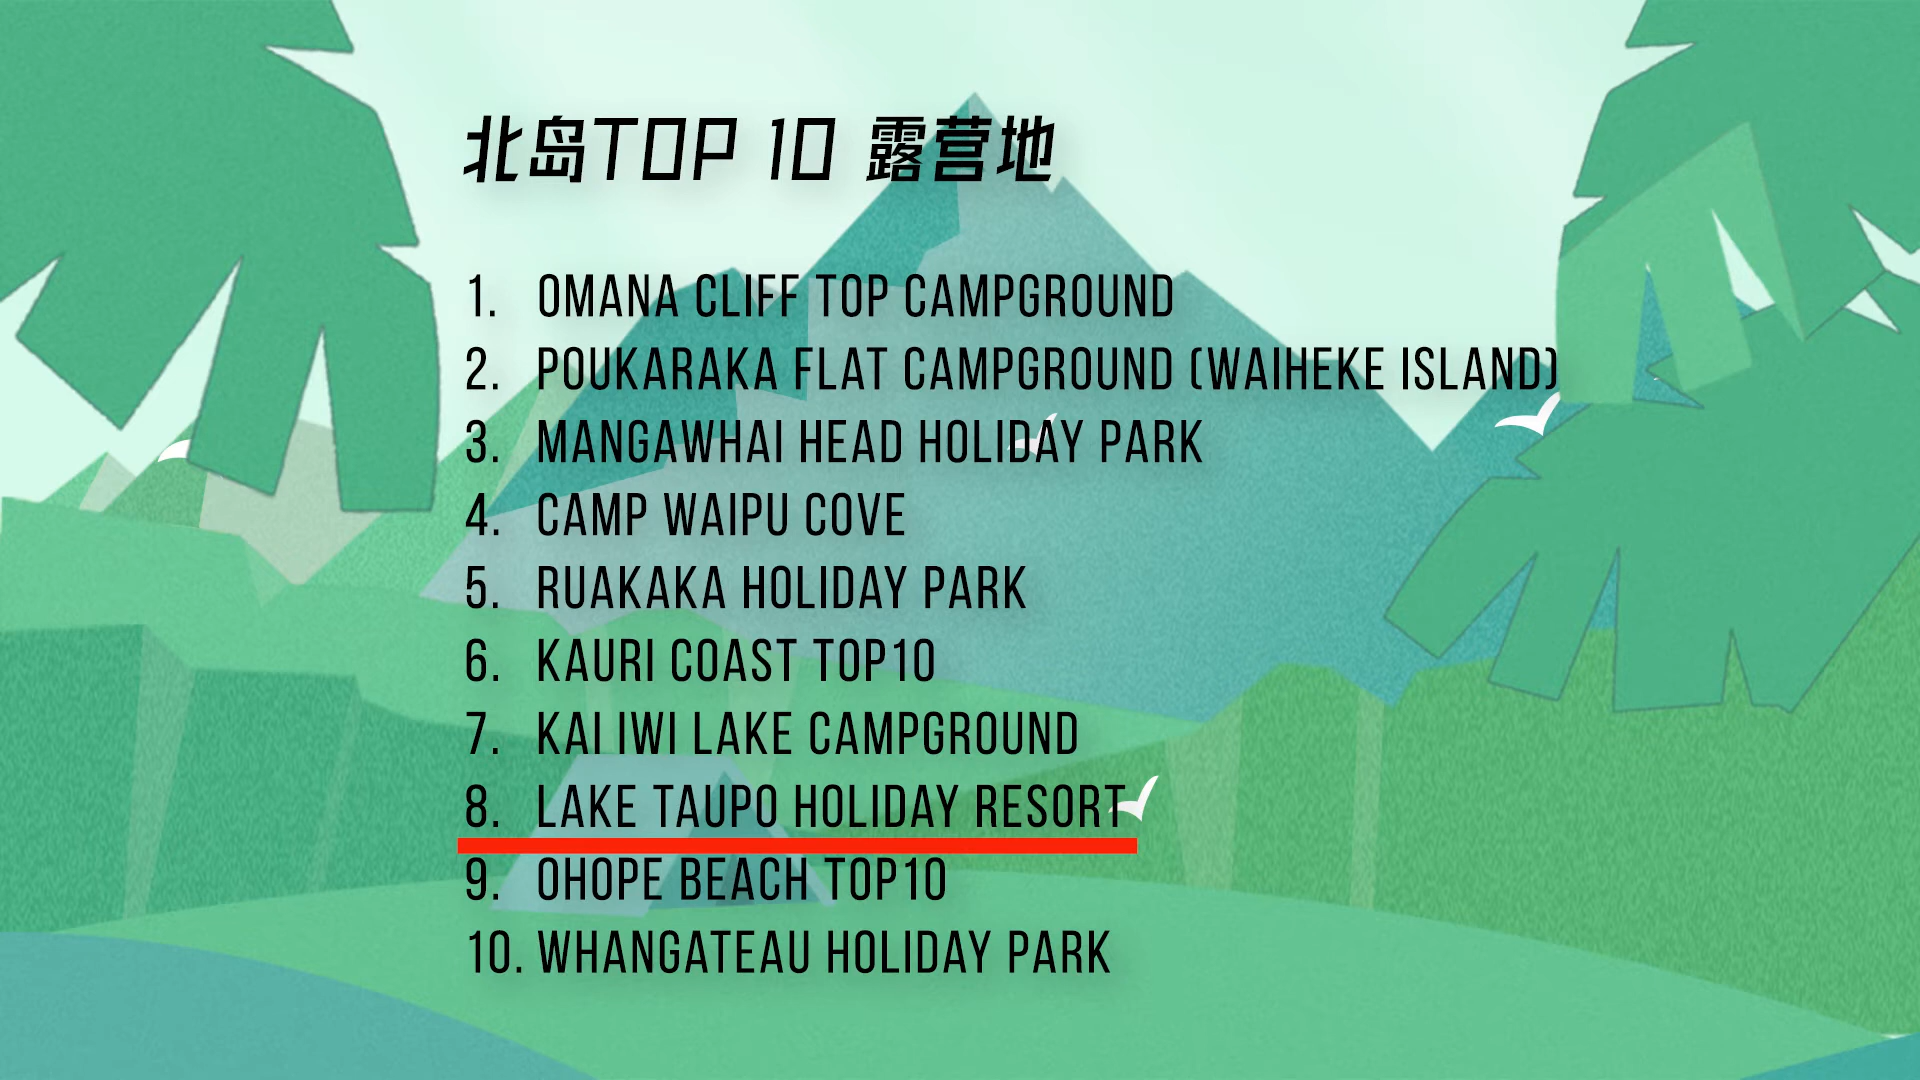 北岛TOP 10 露营地
1. OMANA CLIFF TOP CAMPGROUND
2. POUKARAKA FLAT CAMPGROUND (WAIHEKE ISLAND)
3. MANGAWHAI HEAD HOLIDAY PARK
4. CAMP WAIPU COVE
5. RUAKAKA HOLIDAY PARK
6. KAURI COAST TOP10
7. KAI IWI LAKE CAMPGROUND
8. LAKE TAUPO HOLIDAY RESORT
9. OHOPE BEACH TOP10
10. WHANGATEAU HOLIDAY PARK